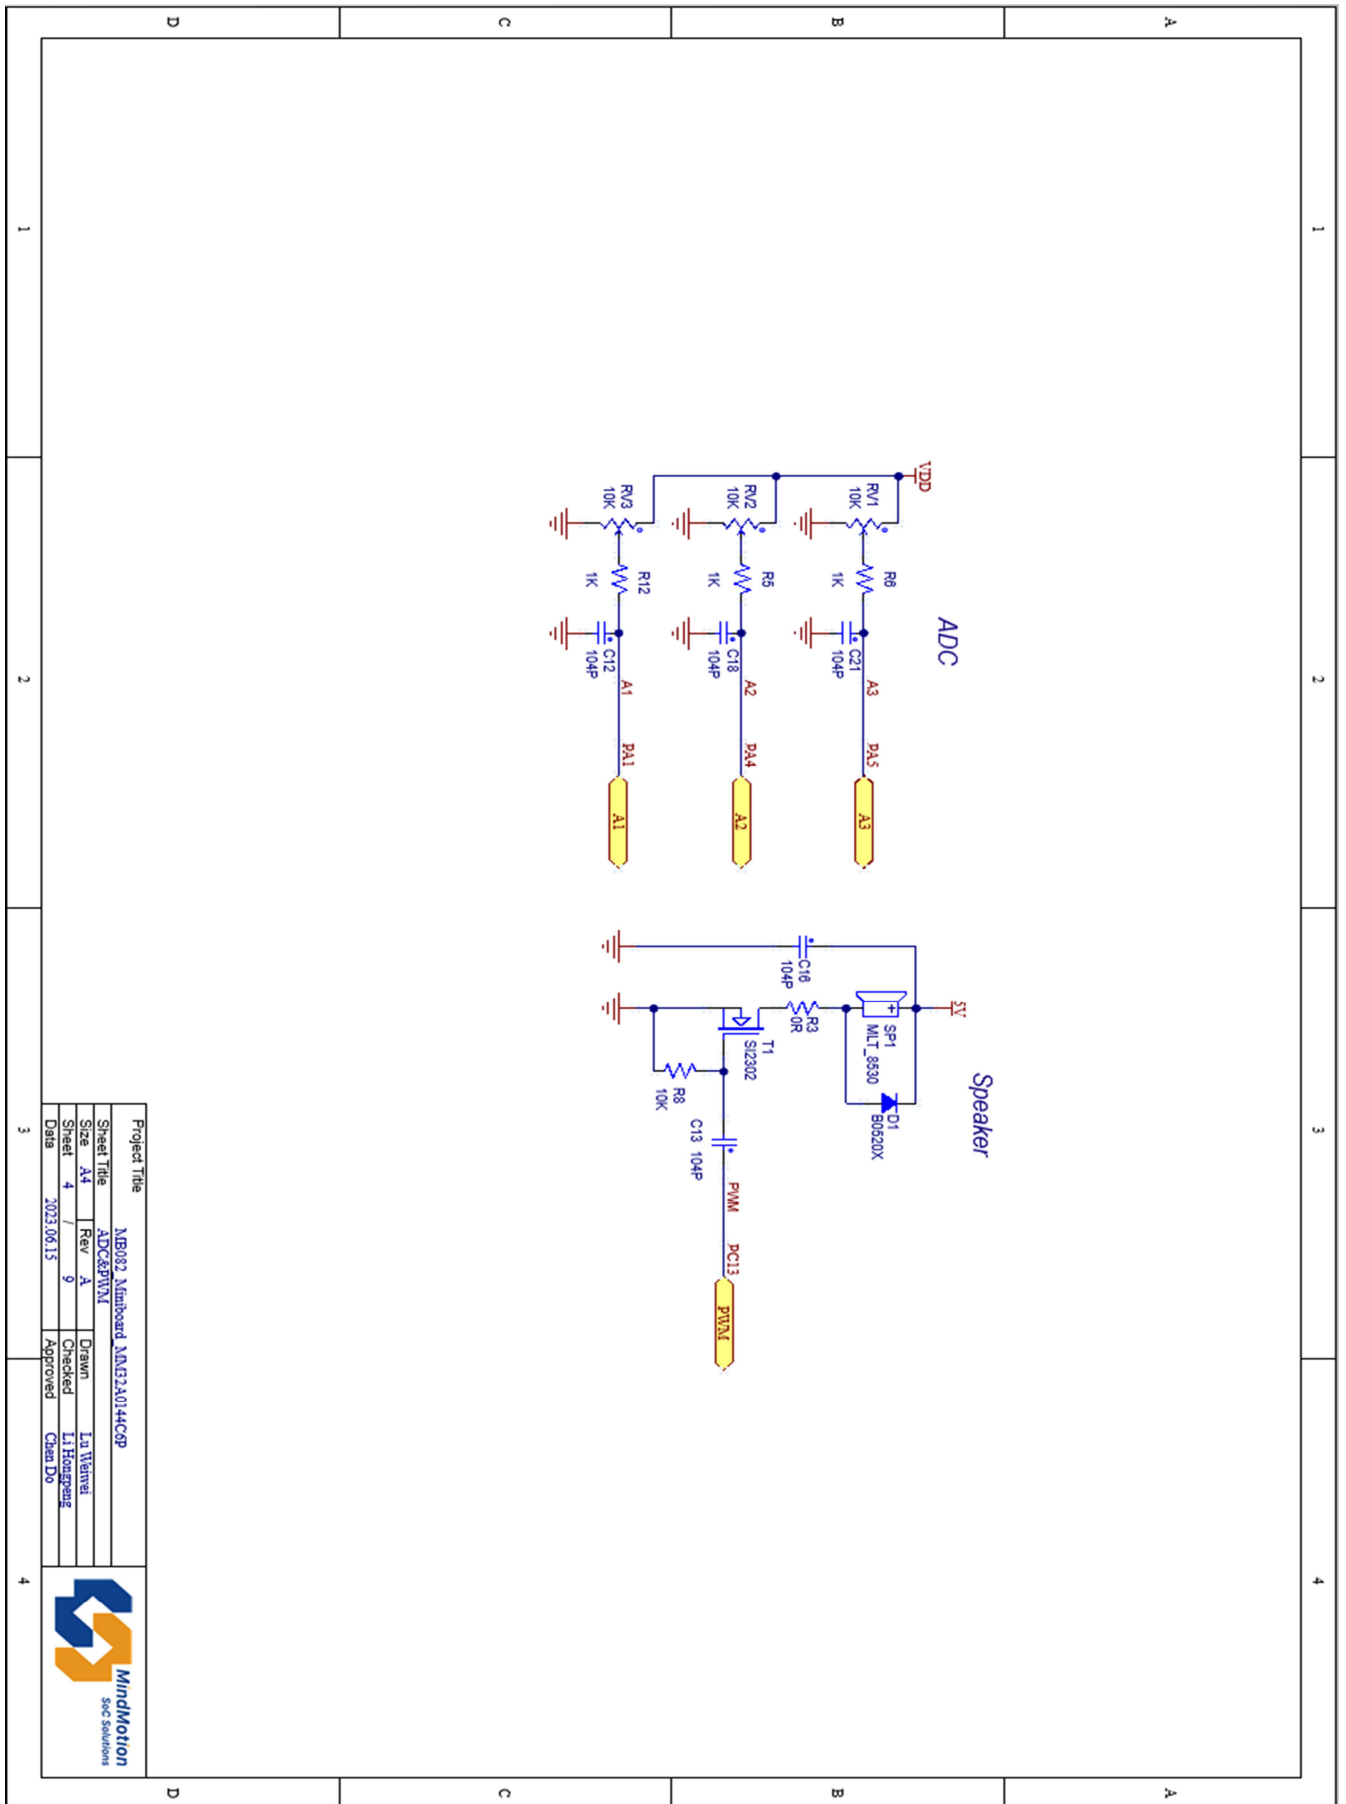 1
2
3
4
A
A
B
B
C
C
D
D
ADC
VDD
RV1
10K
R6
1K
C21
104P
A3
PA5
A3
RV2
10K
R5
1K
C18
104P
A2
PA4
A2
RV3
10K
R12
1K
C12
104P
A1
PA1
A1
Speaker
5V
SP1
MLT_8530
D1
B0520X
C16
104P
R3
0R
T1
SI2302
R8
10K
C13 104P
PWM
PC13
PWM
Project Title
MB082_Miniboard_MM32A0144C6P
Sheet Title ADC&PWM
Size A4 Rev A Drawn Lu Weiwei
Sheet 4 / 9 Checked Li Hongpeng
Data 2023.06.15 Approved Chen Do
MindMotion
SoC Solutions
1
2
3
4